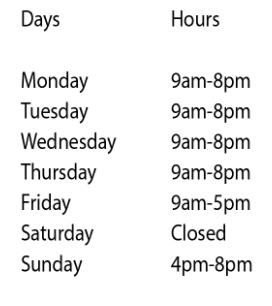 Days Hours
Monday 9am-8pm
Tuesday 9am-8pm
Wednesday 9am-8pm
Thursday 9am-8pm
Friday 9am-5pm
Saturday Closed
Sunday 4pm-8pm